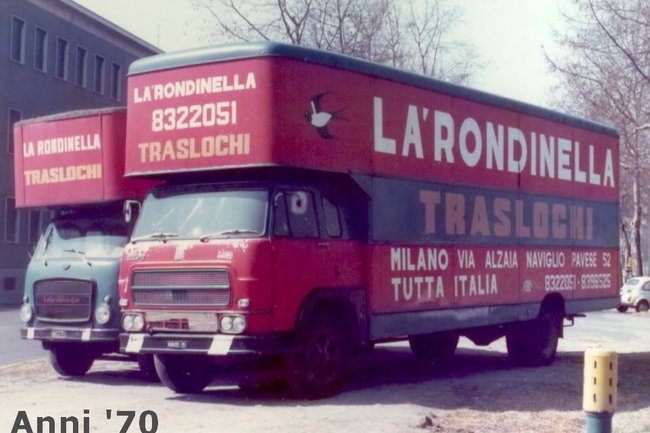 LA RONDINELLA
TRASLOCHI
LA'RONDINELLA
8322051
TRASLOCHI
LA'RONDINELLA
TRASLOCHI
MILANO VIA ALZAIA NAVIGLIO PAVESE 52
TUTTA ITALIA 8322051-8398525
Anni '70